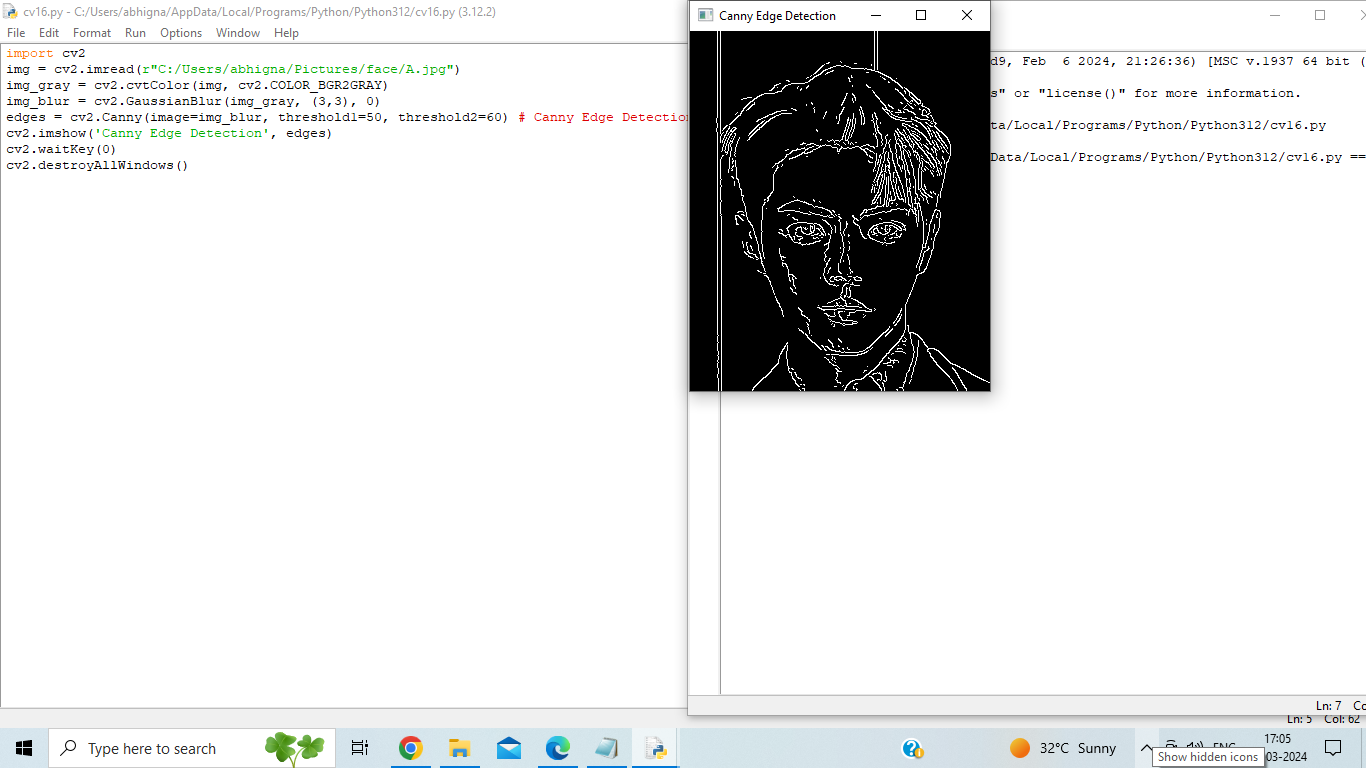 cv16.py - C:/Users/abhigna/AppData/Local/Programs/Python/Python312/cv16.py (3.12.2)
File Edit Format Run Options Window Help
import cv2
img = cv2.imread(r"C:/Users/abhigna/Pictures/face/A.jpg")
img_gray = cv2.cvtColor(img, cv2.COLOR_BGR2GRAY)
img_blur = cv2.GaussianBlur(img_gray, (3,3), 0)
edges = cv2.Canny(image=img_blur, threshold1=50, threshold2=60) # Canny Edge Detection
cv2.imshow('Canny Edge Detection', edges)
cv2.waitKey(0)
cv2.destroyAllWindows()
Canny Edge Detection
d9, Feb  6 2024, 21:26:36) [MSC v.1937 64 bit (
s" or "license()" for more information.
ta/Local/Programs/Python/Python312/cv16.py
Data/Local/Programs/Python/Python312/cv16.py ==
Ln: 7 Co
Ln: 5 Col: 62
Type here to search
32°C Sunny
ENG
17:05
03-2024
Show hidden icons